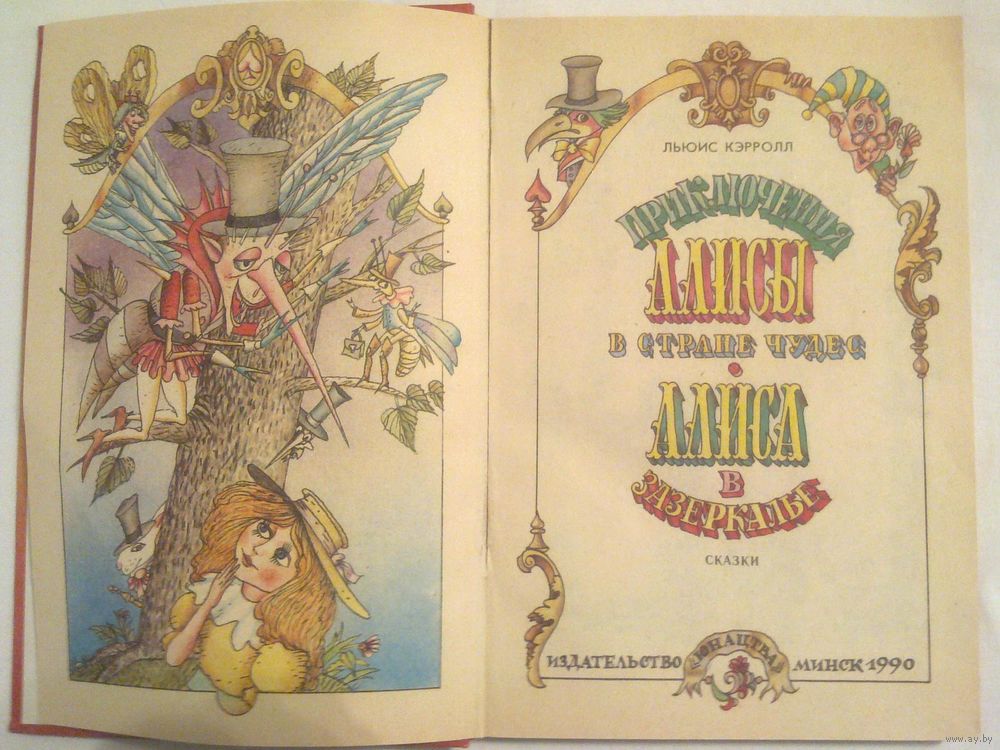 ЛЬЮИС КЭРРОЛЛ
ПРИКЛЮЧЕНИЯ
АЛИСЫ
В СТРАНЕ ЧУДЕС
АЛИСА
В
ЗАЗЕРКАЛЬЕ
СКАЗКИ
ИЗДАТЕЛЬСТВО «ЮНАЦТВА» МИНСК 1990
www.ay.by